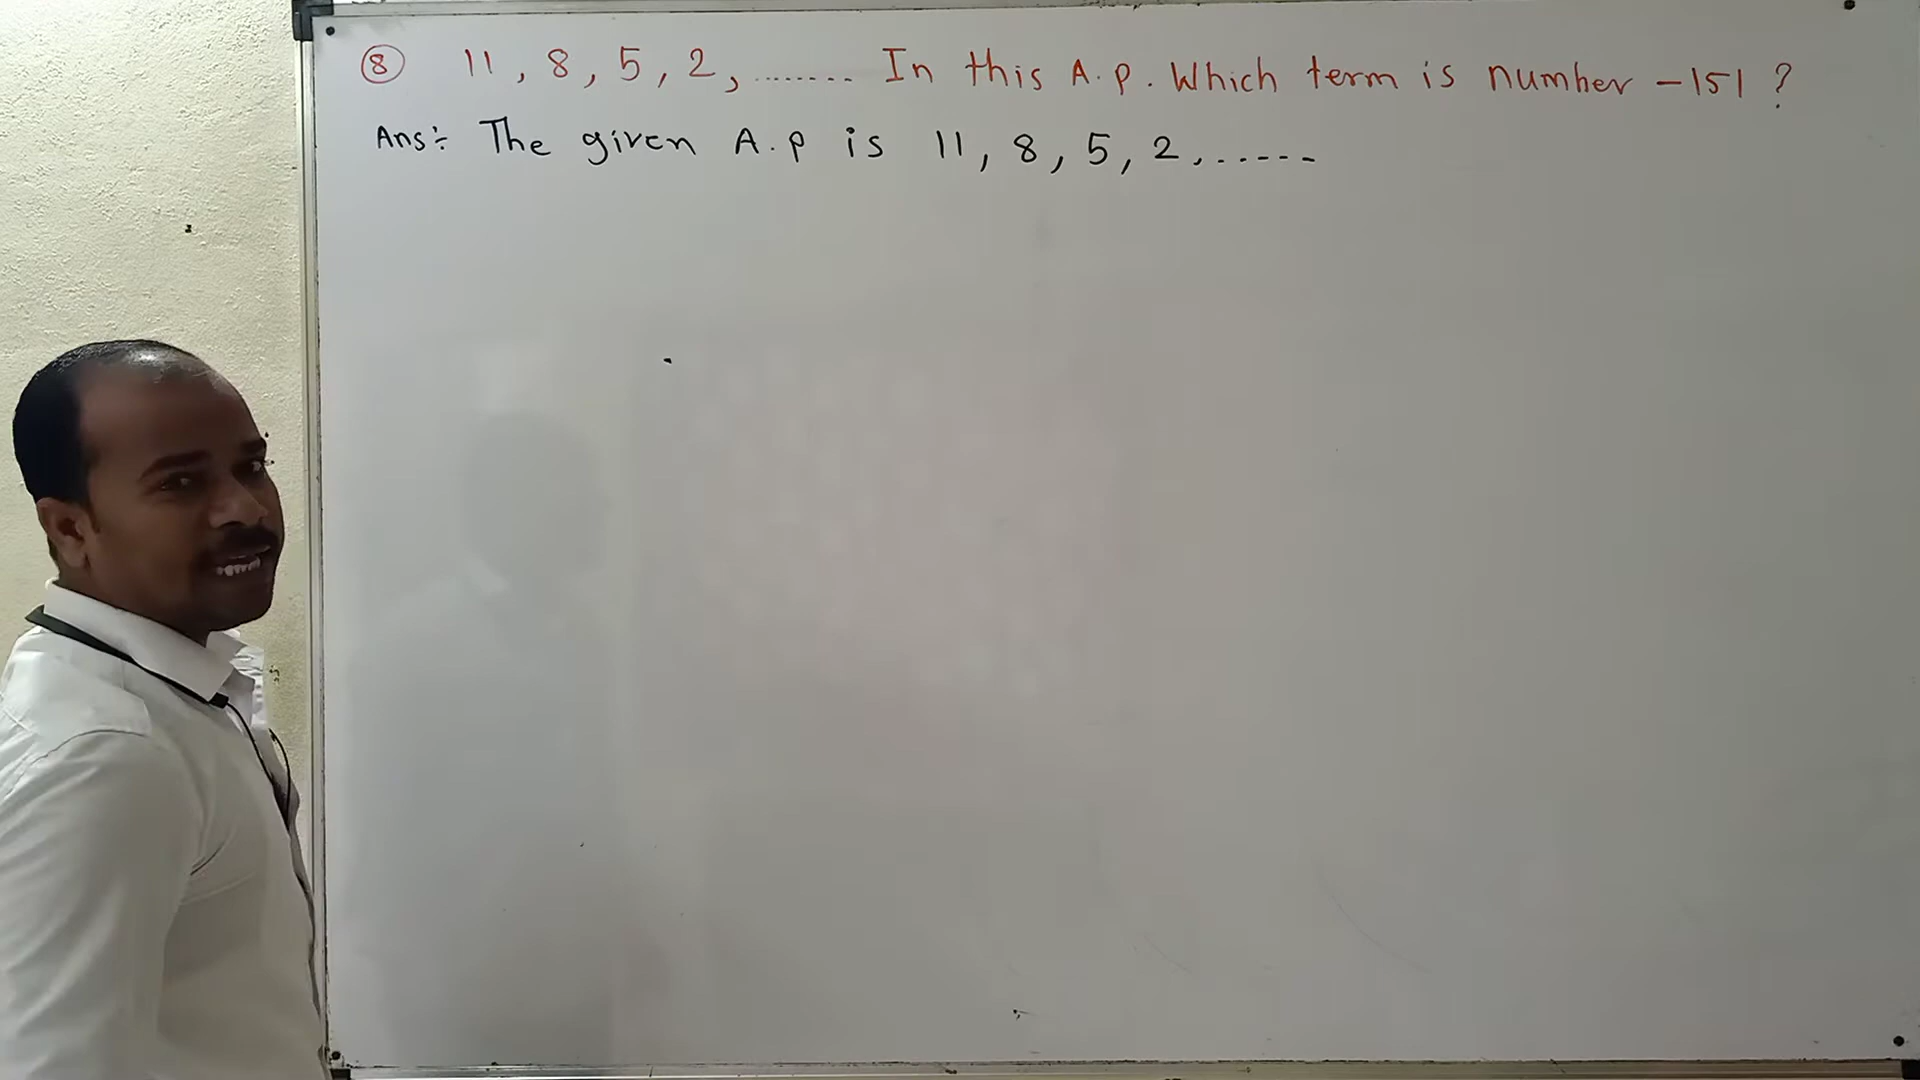 8 11, 8, 5, 2, ........ In this A.P. Which term is number -151 ?
Ans: The given A.P is 11, 8, 5, 2, ......